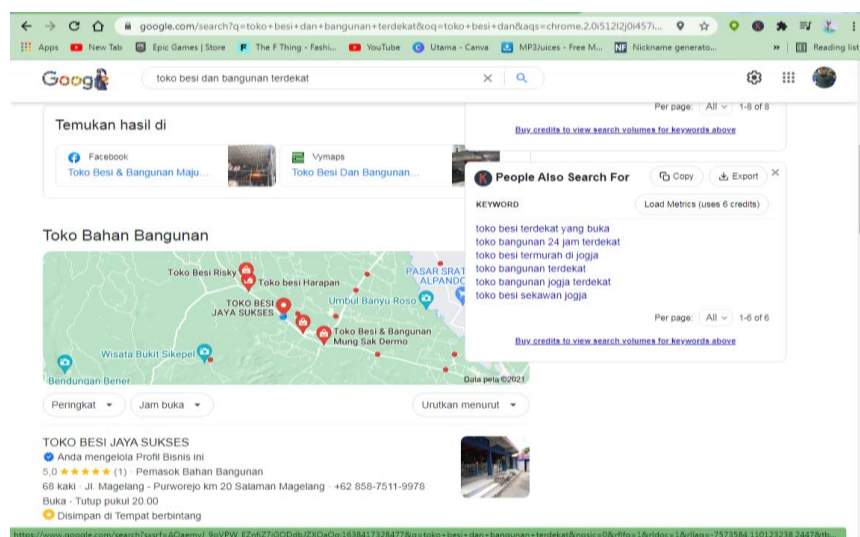 google.com/search?q=toko+besi+dan+bangunan+terdekat&oq=toko+besi+dan&aqs=chrome.2.0i512l2j0i457i...
Apps New Tab Epic Games | Store The F Thing - Fashi... YouTube Utama - Canva MP3Juices - Free M... Nickname generato... » Reading list
toko besi dan bangunan terdekat
Per page: All 1-8 of 8
Buy credits to view search volumes for keywords above
Temukan hasil di
Facebook
Toko Besi & Bangunan Maju...
Vymaps
Toko Besi Dan Bangunan...
People Also Search For Copy Export
KEYWORD Load Metrics (uses 6 credits)
toko besi terdekat yang buka
toko bangunan 24 jam terdekat
toko besi termurah di jogja
toko bangunan terdekat
toko bangunan jogja terdekat
toko besi sekawan jogja
Per page: All 1-6 of 6
Buy credits to view search volumes for keywords above
Toko Bahan Bangunan
Toko Besi Risky
Toko besi Harapan
PASAR SRAT
ALPANDO
TOKO BESI
JAYA SUKSES
Umbul Banyu Roso
Toko Besi & Bangunan
Mung Sak Dermo
Wisata Bukit Sikepel
Bendungan Bener
Data peta ©2021
Peringkat Jam buka Urutkan menurut
TOKO BESI JAYA SUKSES
Anda mengelola Profil Bisnis ini
5,0 ★★★★★ (1) · Pemasok Bahan Bangunan
68 kaki · Jl. Magelang - Purworejo km 20 Salaman Magelang · +62 858-7511-9978
Buka · Tutup pukul 20.00
Disimpan di Tempat berbintang